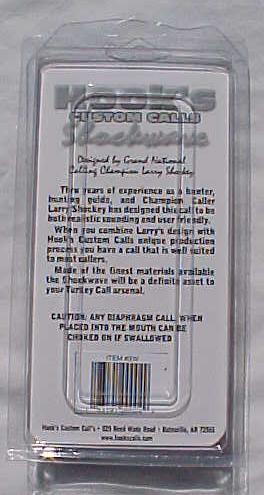 Hook's
CUSTOM CALLS
Shockwave
Designed by Grand National
Calling Champion Larry Shockey
Thru years of experience as a hunter,
hunting guide, and Champion Caller
Larry Shockey has designed this call to be
both realistic sounding and user friendly.
When you combine Larry's design with
Hook's Custom Calls unique production
process you have a call that is well suited
to most callers.
Made of the finest materials available
the Shockwave will be a definite asset to
your Turkey Call arsenal.
CAUTION: ANY DIAPHRAGM CALL, WHEN
PLACED INTO THE MOUTH CAN BE
CHOKED ON IF SWALLOWED
ITEM
Hook's Custom Call's • Road • Batesville, AR 72501
www.hookscalls.com